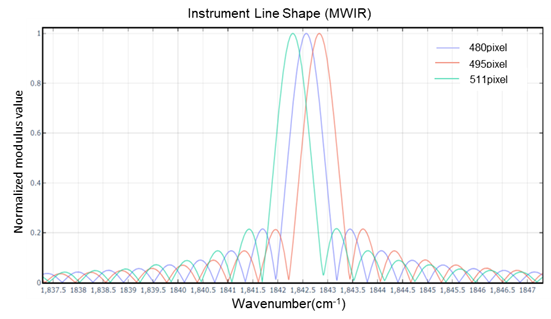 Instrument Line Shape (MWIR)
1
0.8
0.6
0.4
0.2
0
Normalized modulus value
480pixel
495pixel
511pixel
1,837.5 1838 1,838.5 1839 1,839.5 1840 1,840.5 1841 1,841.5 1842 1,842.5 1843 1,843.5 1844 1,844.5 1845 1,845.5 1846 1,846.5 1847
Wavenumber(cm-1)